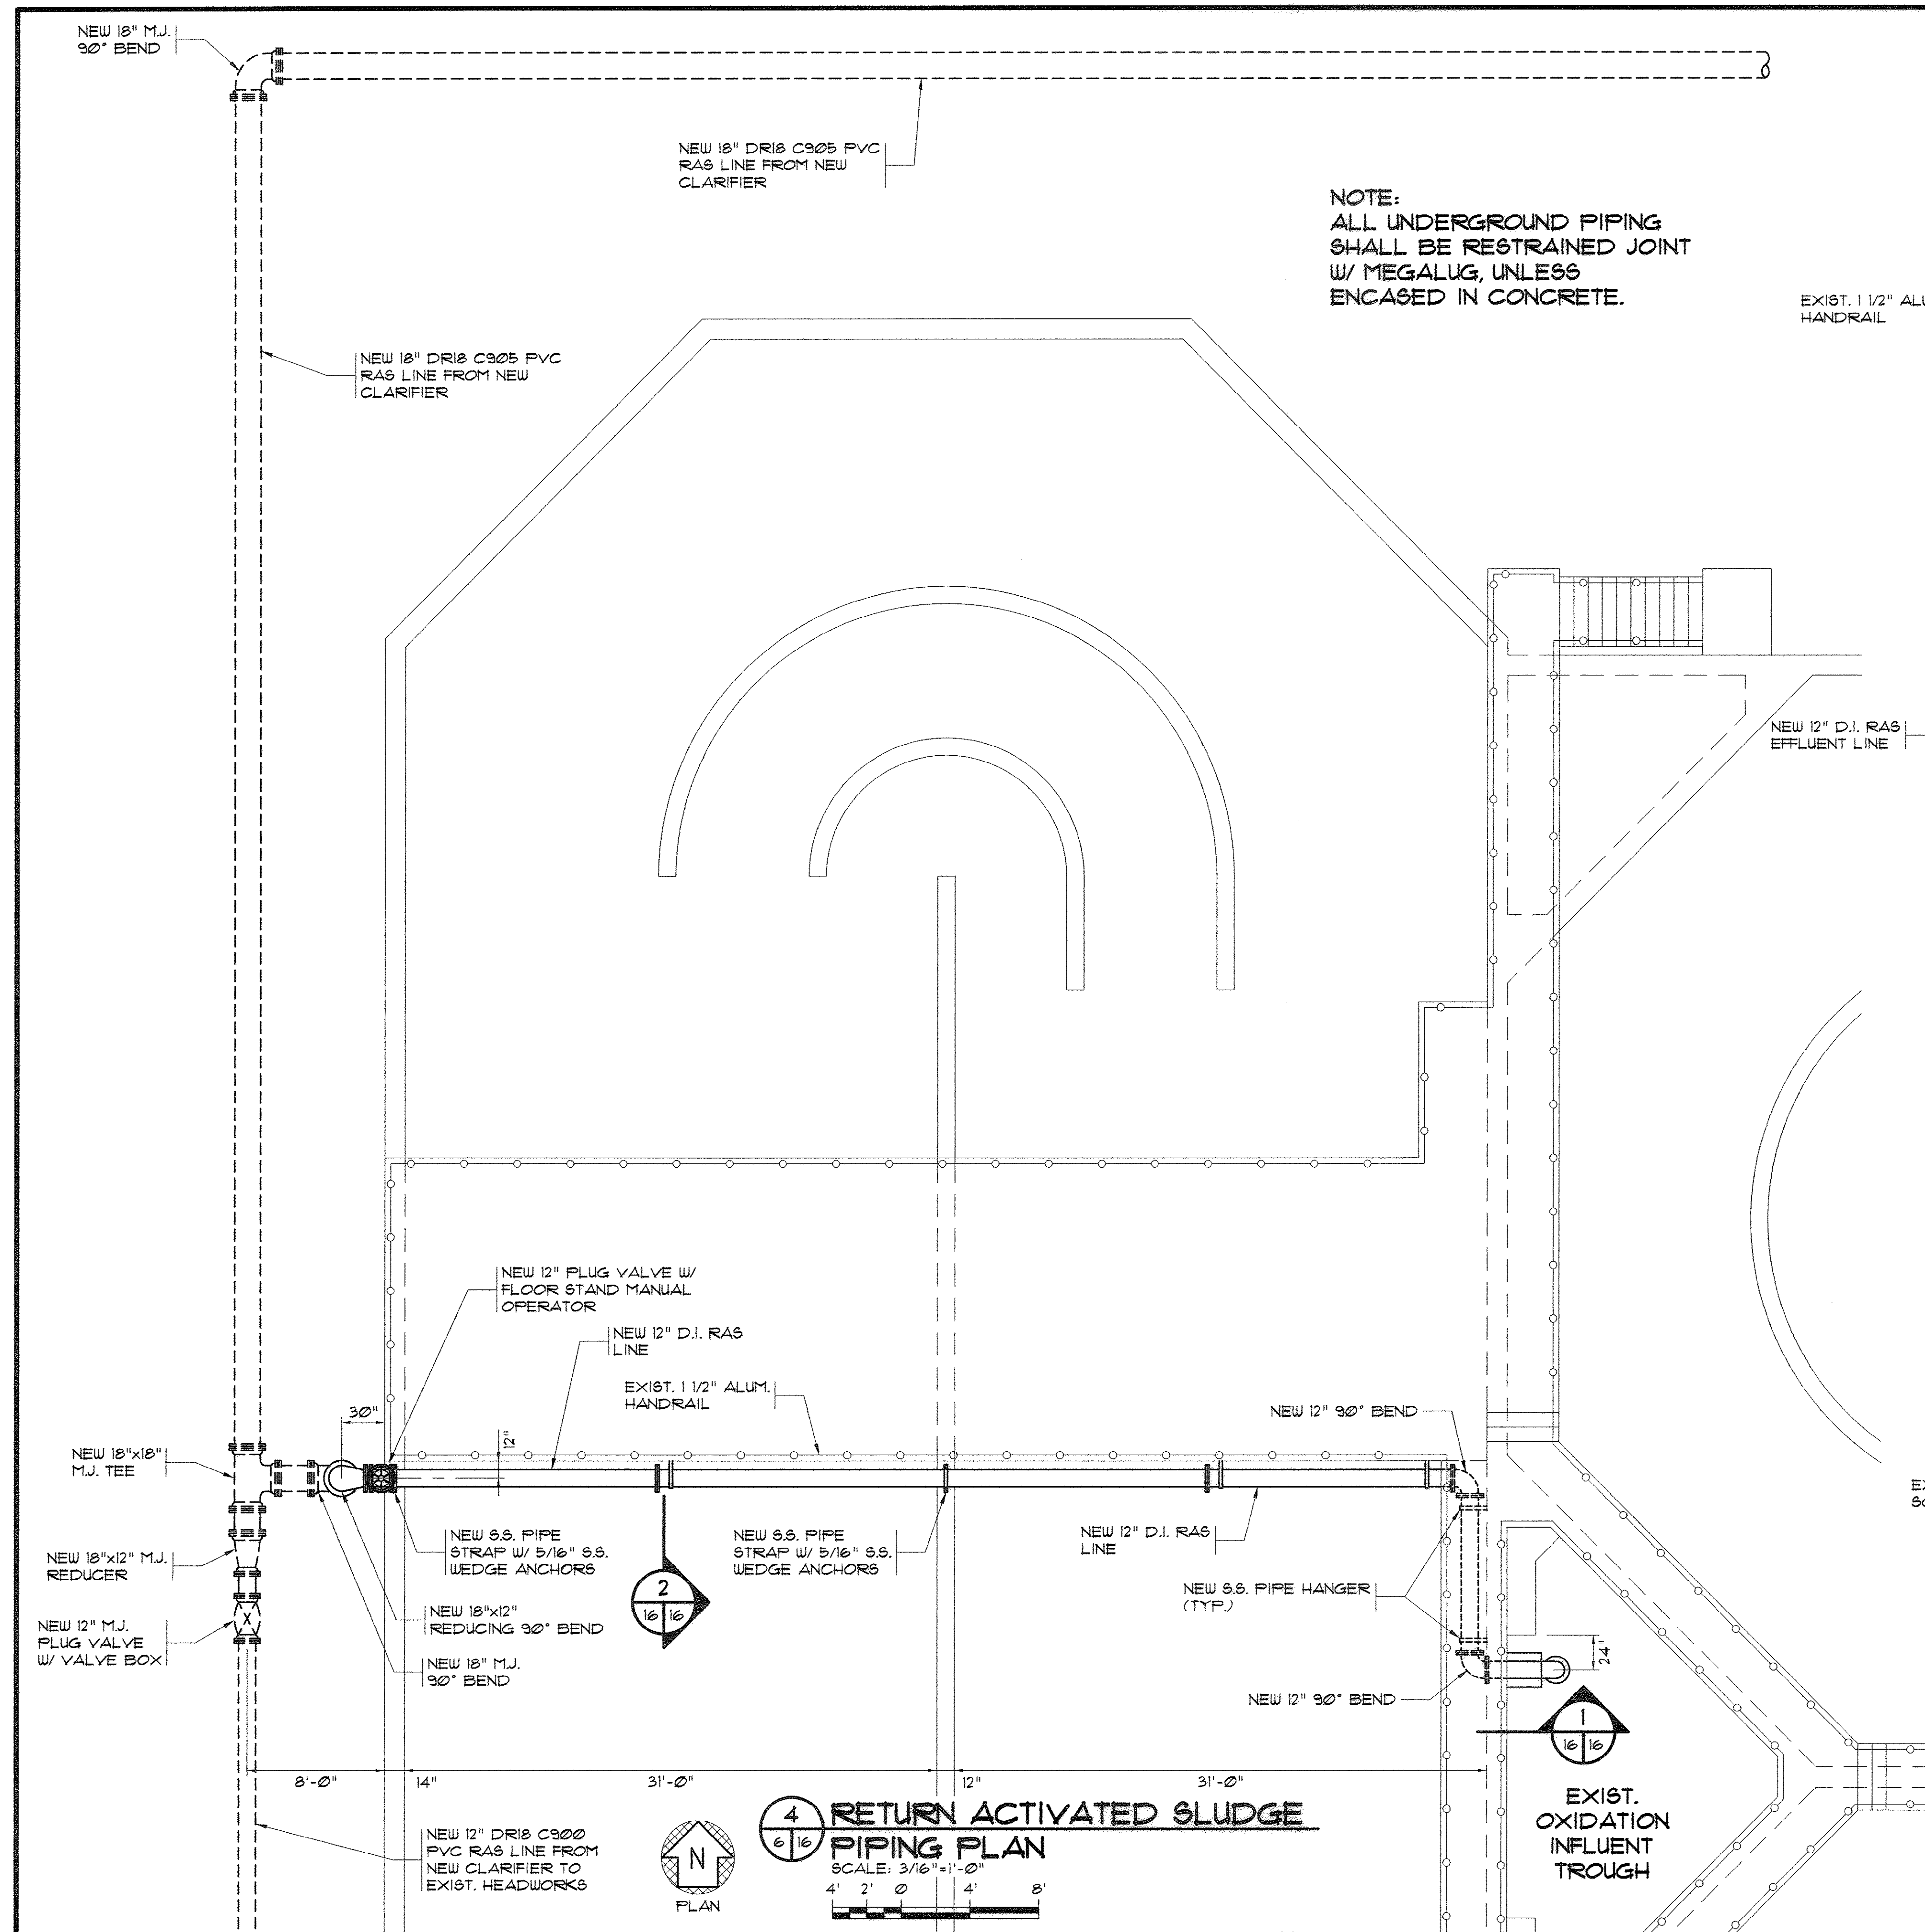 NEW 18" M.J.
90° BEND
NEW 18" DR18 C905 PVC
RAS LINE FROM NEW
CLARIFIER
NOTE:
ALL UNDERGROUND PIPING
SHALL BE RESTRAINED JOINT
W/ MEGALUG, UNLESS
ENCASED IN CONCRETE.
EXIST. 1 1/2" ALU
HANDRAIL
NEW 18" DR18 C905 PVC
RAS LINE FROM NEW
CLARIFIER
NEW 12" D.I. RAS
EFFLUENT LINE
NEW 12" PLUG VALVE W/
FLOOR STAND MANUAL
OPERATOR
NEW 12" D.I. RAS
LINE
EXIST. 1 1/2" ALUM.
HANDRAIL
30"
12"
NEW 12" 90° BEND
NEW 18"x18"
M.J. TEE
EX
SC
NEW S.S. PIPE
STRAP W/ 5/16" S.S.
WEDGE ANCHORS
NEW S.S. PIPE
STRAP W/ 5/16" S.S.
WEDGE ANCHORS
NEW 12" D.I. RAS
LINE
NEW 18"x12" M.J.
REDUCER
NEW S.S. PIPE HANGER
(TYP.)
2
16 16
NEW 18"x12"
REDUCING 90° BEND
NEW 12" M.J.
PLUG VALVE
W/ VALVE BOX
X
24"
NEW 18" M.J.
90° BEND
NEW 12" 90° BEND
1
16 16
8'-0"
14"
31'-0"
12"
31'-0"
EXIST.
OXIDATION
INFLUENT
TROUGH
4
6 16
RETURN ACTIVATED SLUDGE
PIPING PLAN
SCALE: 3/16"=1'-0"
4' 2' 0 4' 8'
NEW 12" DR18 C900
PVC RAS LINE FROM
NEW CLARIFIER TO
EXIST. HEADWORKS
N
PLAN